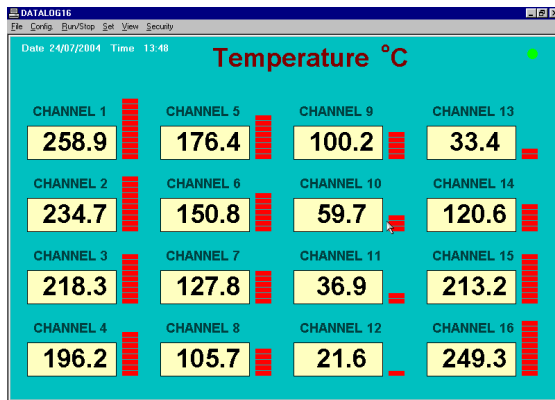 DATALOG16
File Config. Run/Stop Set View Security
Date 24/07/2004 Time 13:48
Temperature °C
CHANNEL 1 CHANNEL 5 CHANNEL 9 CHANNEL 13
258.9 176.4 100.2 33.4
CHANNEL 2 CHANNEL 6 CHANNEL 10 CHANNEL 14
234.7 150.8 59.7 120.6
CHANNEL 3 CHANNEL 7 CHANNEL 11 CHANNEL 15
218.3 127.8 36.9 213.2
CHANNEL 4 CHANNEL 8 CHANNEL 12 CHANNEL 16
196.2 105.7 21.6 249.3